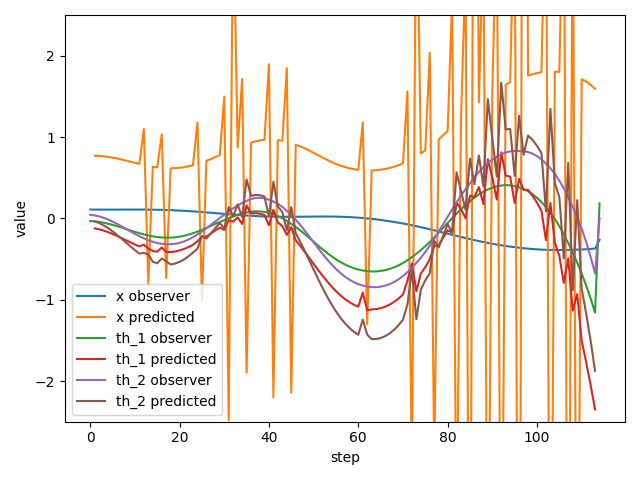 2
1
0
−1
−2
value
x observer
x predicted
th_1 observer
th_1 predicted
th_2 observer
th_2 predicted
0
20
40
60
80
100
step